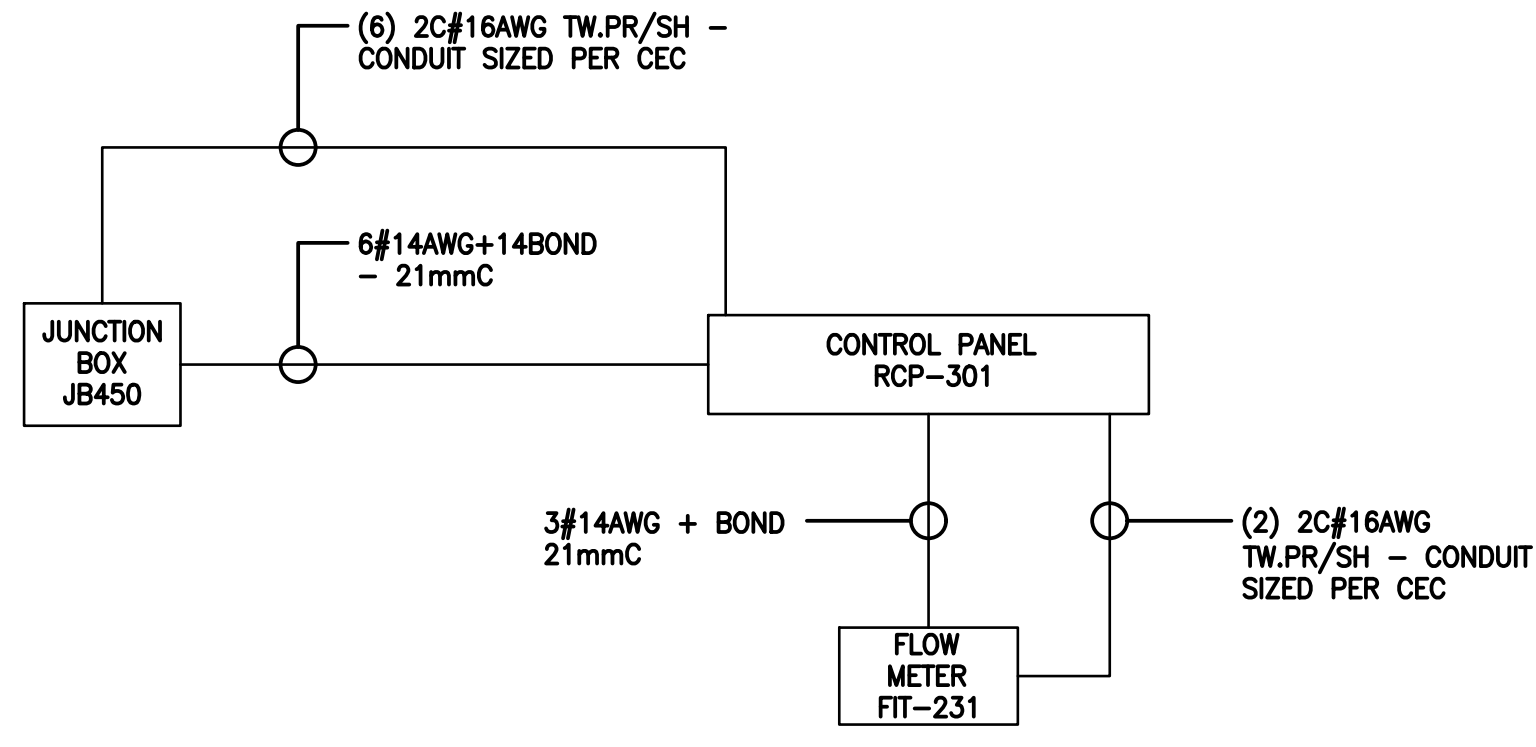 (6) 2C#16AWG TW.PR/SH –
CONDUIT SIZED PER CEC
6#14AWG+14BOND
– 21mmC
JUNCTION
BOX
JB450
CONTROL PANEL
RCP–301
3#14AWG + BOND
21mmC
(2) 2C#16AWG
TW.PR/SH – CONDUIT
SIZED PER CEC
FLOW
METER
FIT–231